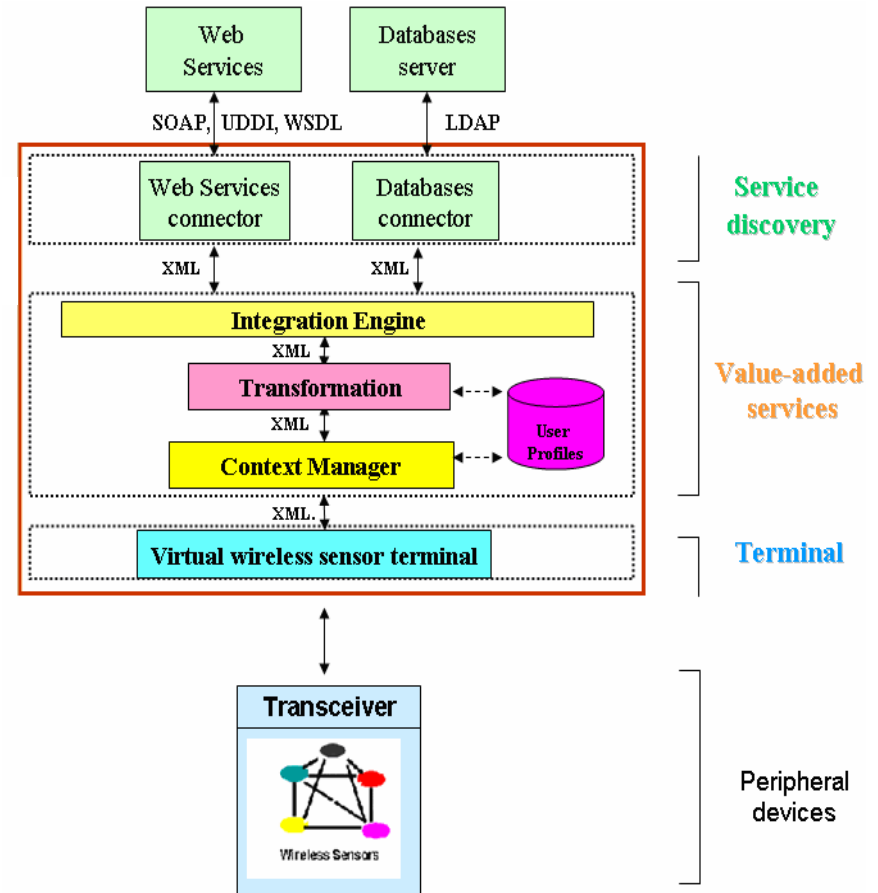 Web
Services
Databases
server
SOAP, UDDI, WSDL
LDAP
Web Services
connector
Databases
connector
Service
discovery
XML
XML
Integration Engine
XML
Transformation
XML
User
Profiles
Context Manager
Value-added
services
XML.
Virtual wireless sensor terminal
Terminal
Transceiver
Wireless Sensors
Peripheral
devices